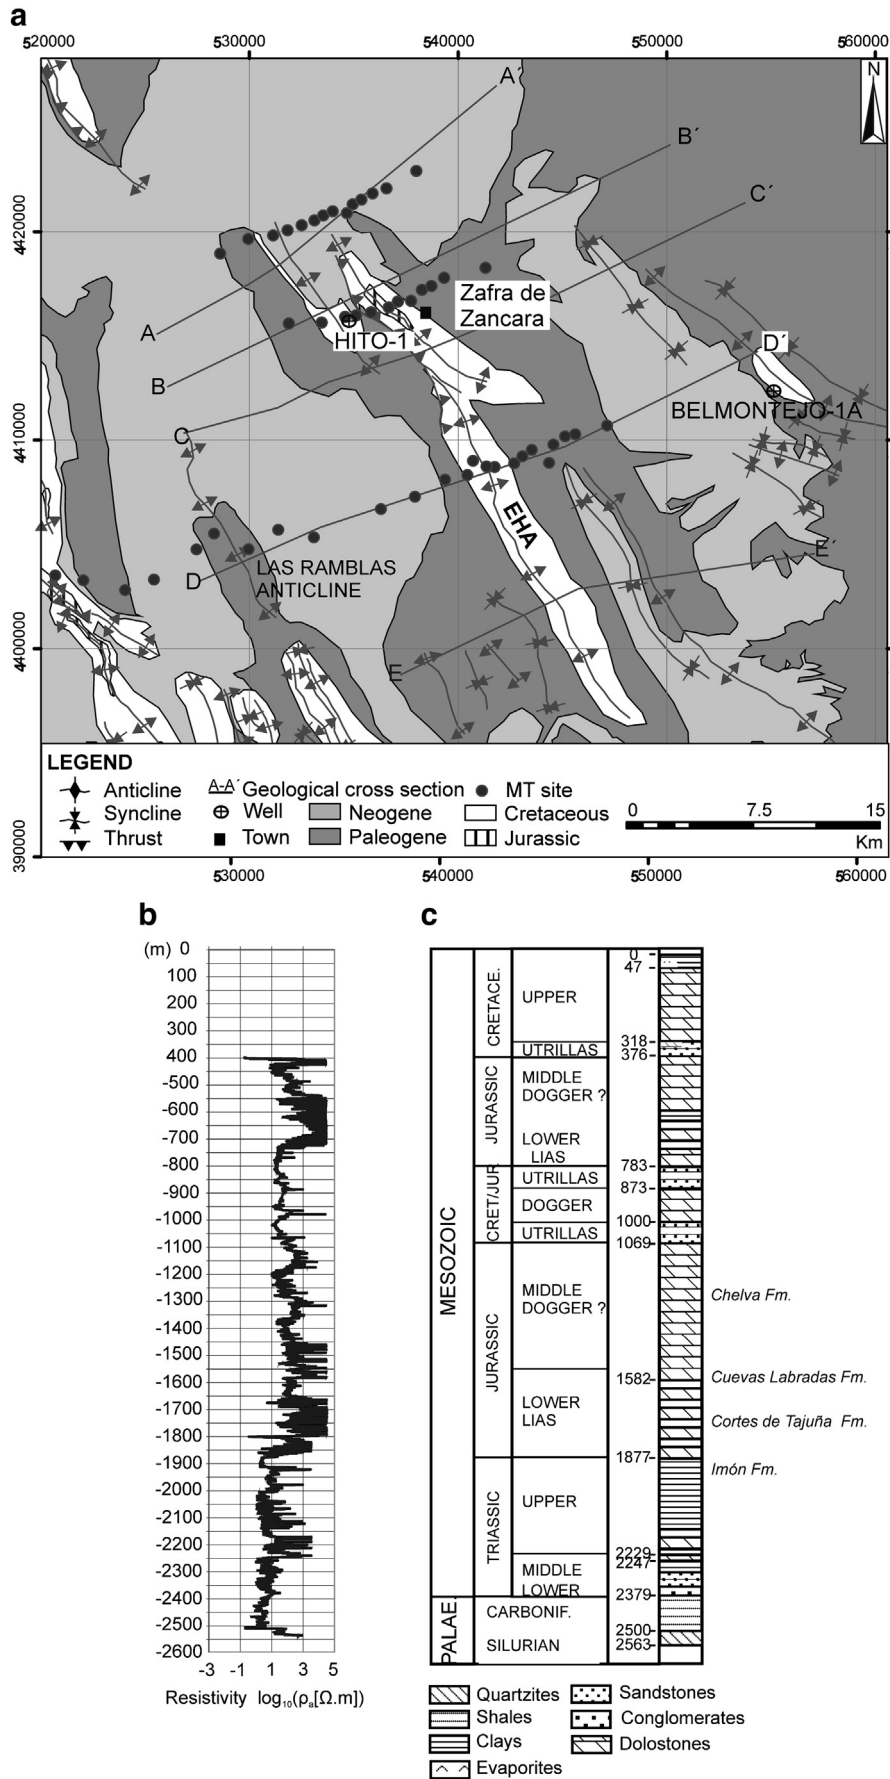 a
520000 530000 540000 550000 560000
N
A´
B´
C´
4420000
Zafra de
Zancara
A
HITO-1
D´
B
BELMONTEJO-1A
C
4410000
EHA
LAS RAMBLAS
ANTICLINE
D
E´
4400000
E
LEGEND
Anticline A-A´ Geological cross section MT site
Syncline Well Neogene Cretaceous
Thrust Town Paleogene Jurassic
0 7.5 15
Km
390000
530000 540000 550000 560000
b
(m) 0
100
200
300
400
-500
-600
-700
-800
-900
-1000
-1100
-1200
-1300
-1400
-1500
-1600
-1700
-1800
-1900
-2000
-2100
-2200
-2300
-2400
-2500
-2600
-3 -1 1 3 5
Resistivity log₁₀(ρₐ[Ω.m])
c
MESOZOIC
PALAE.
CRETACE.
JURASSIC
CRET/JUR
JURASSIC
TRIASSIC
UPPER
UTRILLAS
MIDDLE
DOGGER ?
LOWER
LIAS
UTRILLAS
DOGGER
UTRILLAS
MIDDLE
DOGGER ?
LOWER
LIAS
UPPER
MIDDLE
LOWER
CARBONIF.
SILURIAN
0
47
318
376
783
873
1000
1069
1582
1877
2229
2247
2379
2500
2563
Chelva Fm.
Cuevas Labradas Fm.
Cortes de Tajuña Fm.
Imón Fm.
Quartzites Sandstones
Shales Conglomerates
Clays Dolostones
Evaporites